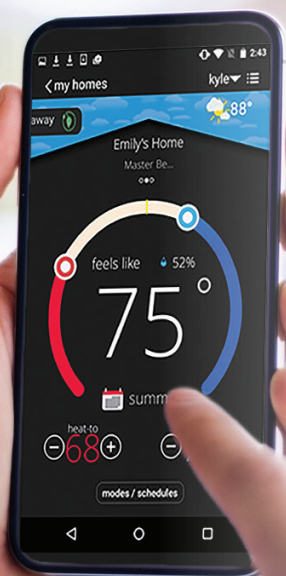 2:43
my homes
kyle
away
88°
Emily's Home
Master Be...
feels like
52%
75°
summ
heat-to
68
modes / schedules